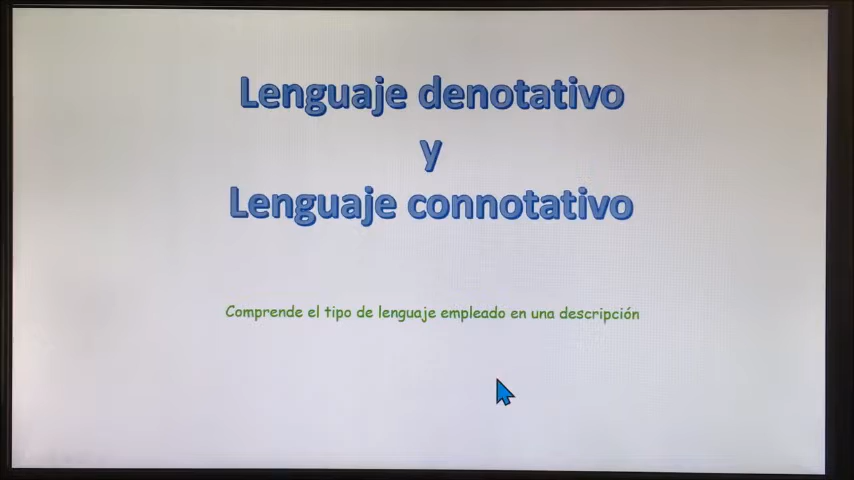 Lenguaje denotativo
y
Lenguaje connotativo
Comprende el tipo de lenguaje empleado en una descripción